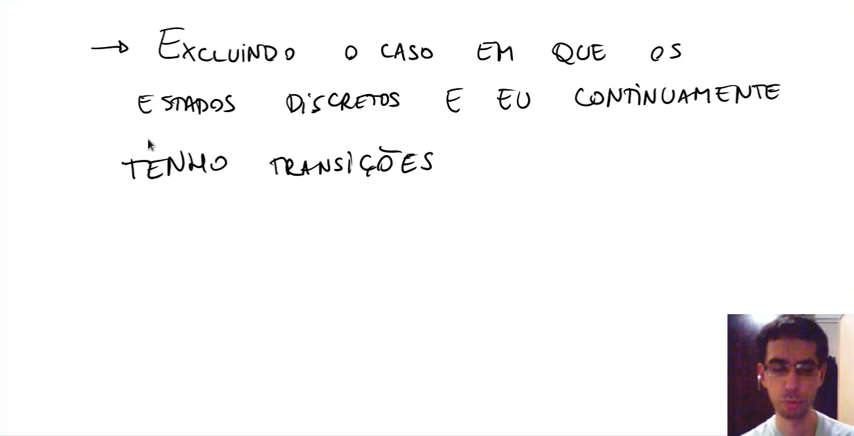 → EXCLUINDO O CASO EM QUE OS
ESTADOS DISCRETOS E EU CONTINUAMENTE
TENHO TRANSIÇÕES